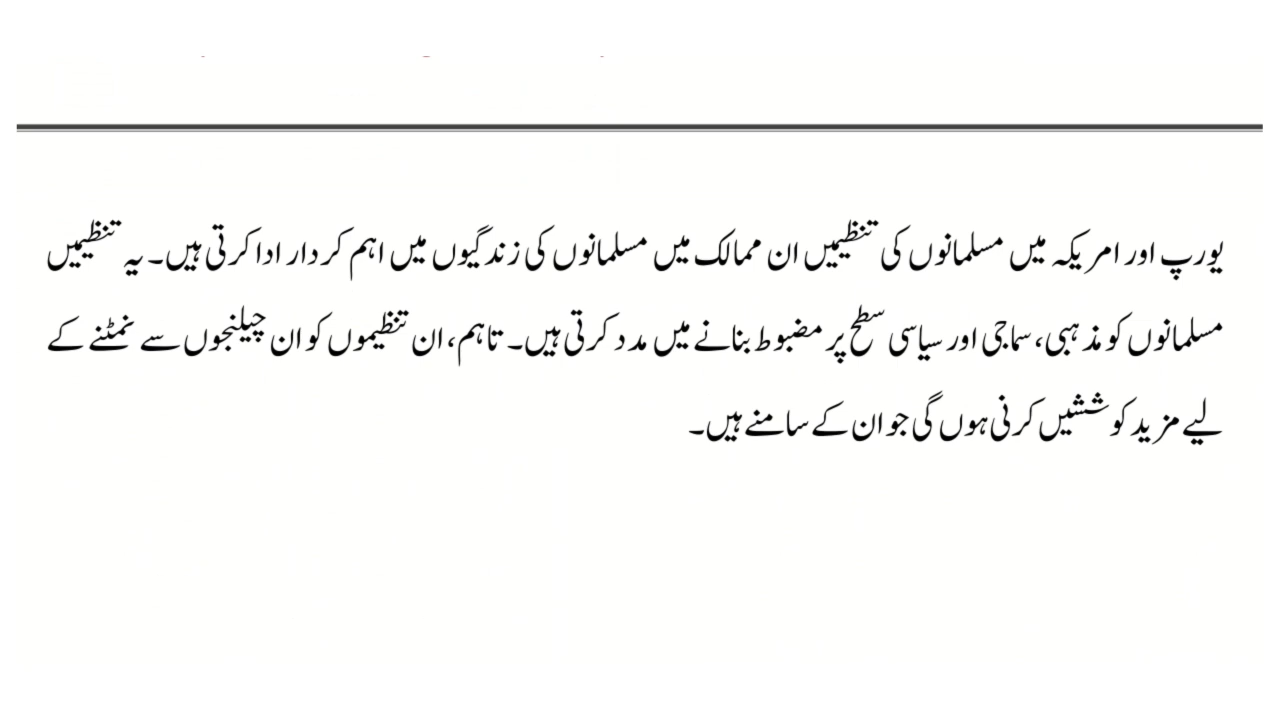 یورپ اور امریکہ میں مسلمانوں کی تنظیمیں ان ممالک میں مسلمانوں کی زندگیوں میں اہم کردار ادا کرتی ہیں۔ یہ تنظیمیں
مسلمانوں کو مذہبی، سماجی اور سیاسی سطح پر مضبوط بنانے میں مدد کرتی ہیں۔ تاہم، ان تنظیموں کو ان چیلنجوں سے نمٹنے کے
لیے مزید کوششیں کرنی ہوں گی جو ان کے سامنے ہیں۔